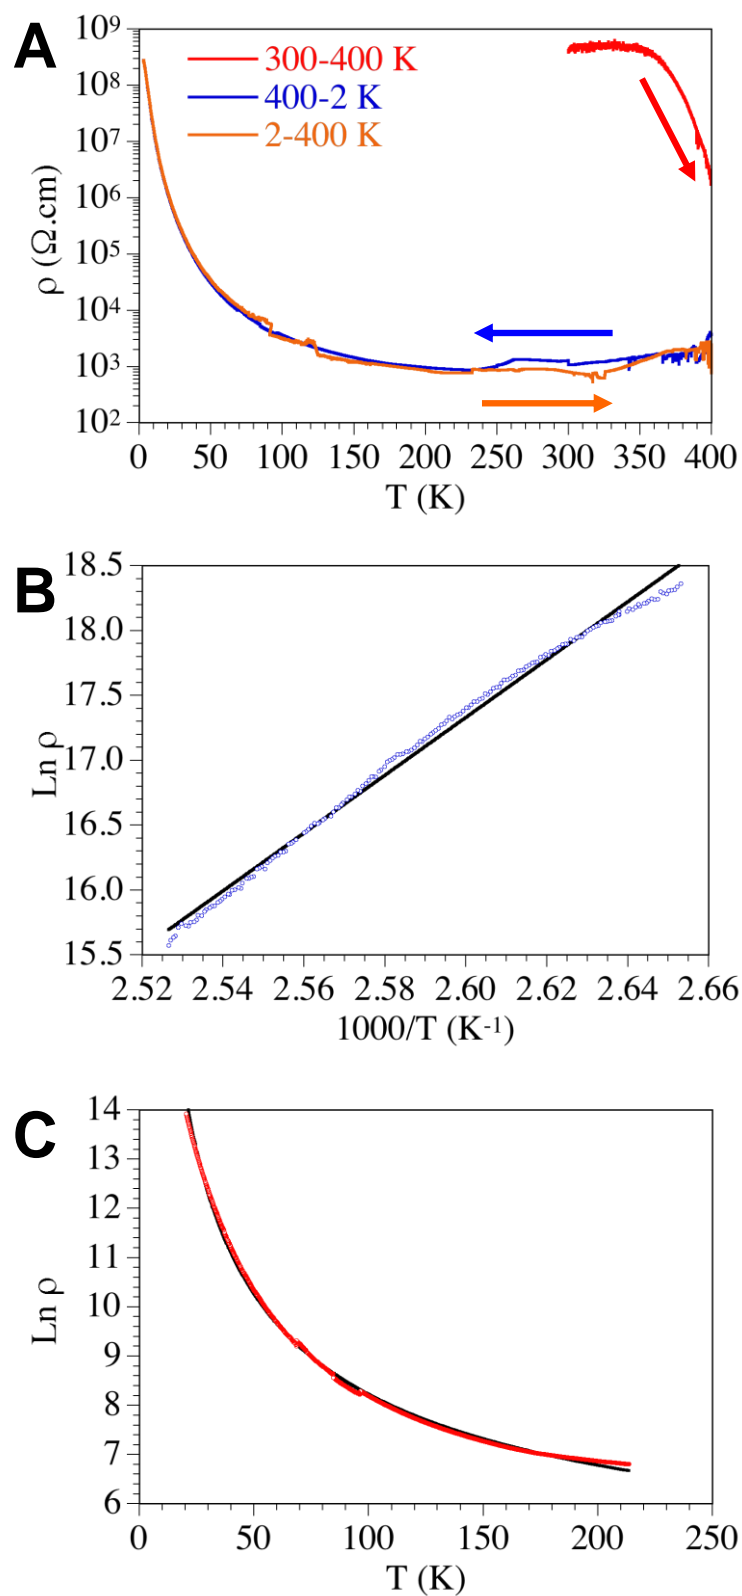 A
10⁹
10⁸
10⁷
10⁶
10⁵
10⁴
10³
10²
ρ (Ω.cm)
300-400 K
400-2 K
2-400 K
0 50 100 150 200 250 300 350 400
T (K)
B
18.5
18.0
17.5
17.0
16.5
16.0
15.5
Ln ρ
2.52 2.54 2.56 2.58 2.60 2.62 2.64 2.66
1000/T (K⁻¹)
C
14
13
12
11
10
9
8
7
6
Ln ρ
0 50 100 150 200 250
T (K)